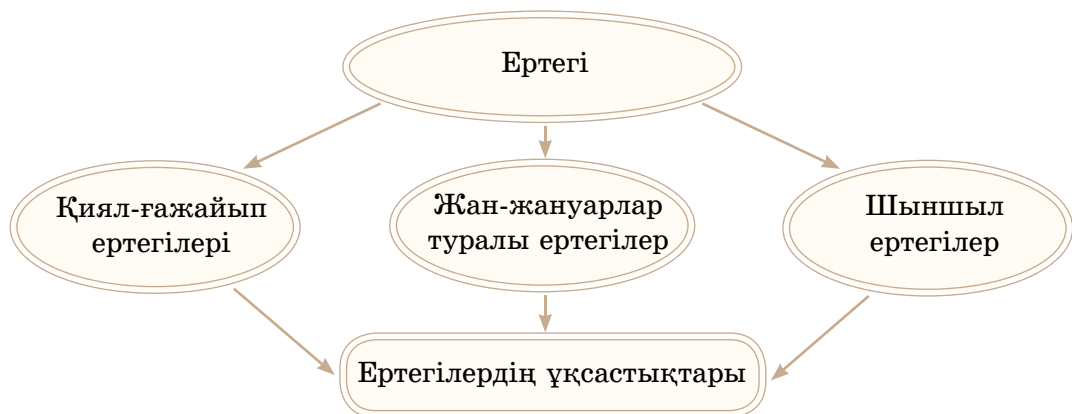 Ертегі
Қиял-ғажайып
ертегілері
Жан-жануарлар
туралы ертегілер
Шыншыл
ертегілер
Ертегілердің ұқсастықтары